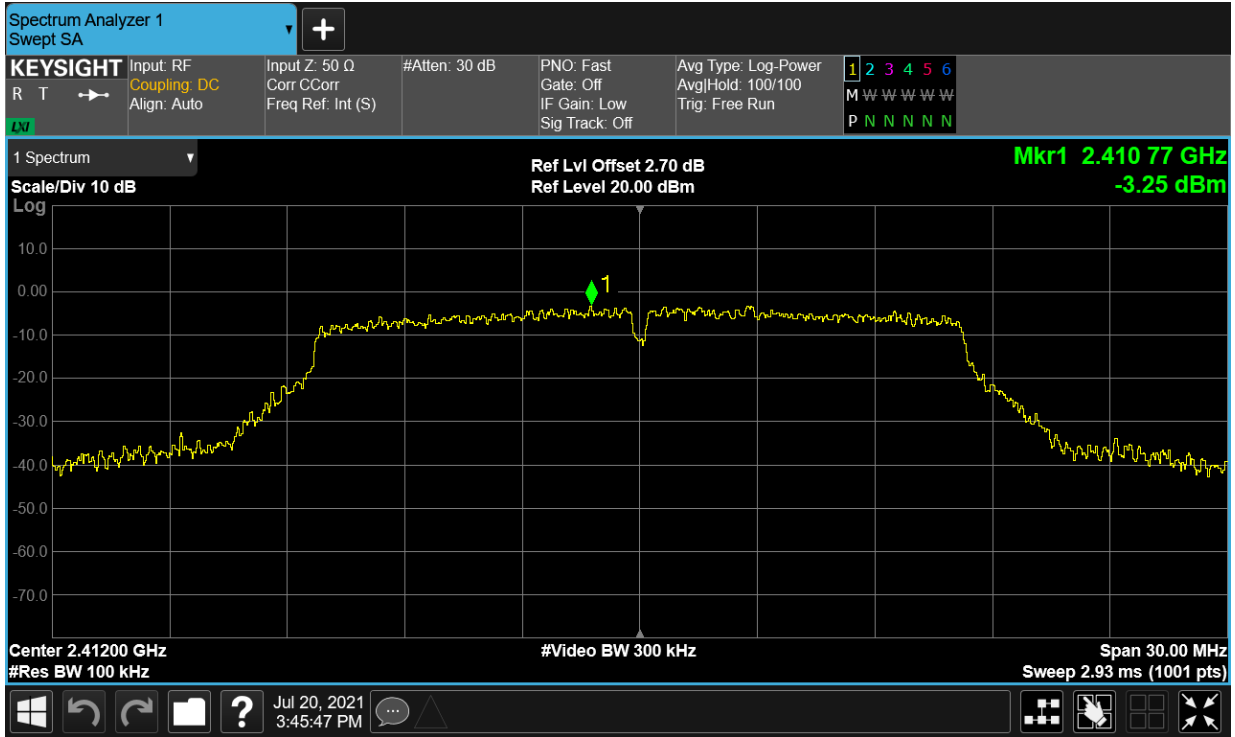 Spectrum Analyzer 1
Swept SA
KEYSIGHT
R T
LXI
Input: RF
Coupling: DC
Align: Auto
Input Z: 50 Ω
Corr CCorr
Freq Ref: Int (S)
#Atten: 30 dB
PNO: Fast
Gate: Off
IF Gain: Low
Sig Track: Off
Avg Type: Log-Power
Avg|Hold: 100/100
Trig: Free Run
1 2 3 4 5 6
M W W W W W
P N N N N N
1 Spectrum
Scale/Div 10 dB
Ref Lvl Offset 2.70 dB
Ref Level 20.00 dBm
Mkr1 2.410 77 GHz
-3.25 dBm
Log
10.0
0.00
-10.0
-20.0
-30.0
-40.0
-50.0
-60.0
-70.0
1
Center 2.41200 GHz
#Res BW 100 kHz
#Video BW 300 kHz
Span 30.00 MHz
Sweep 2.93 ms (1001 pts)
?
Jul 20, 2021
3:45:47 PM